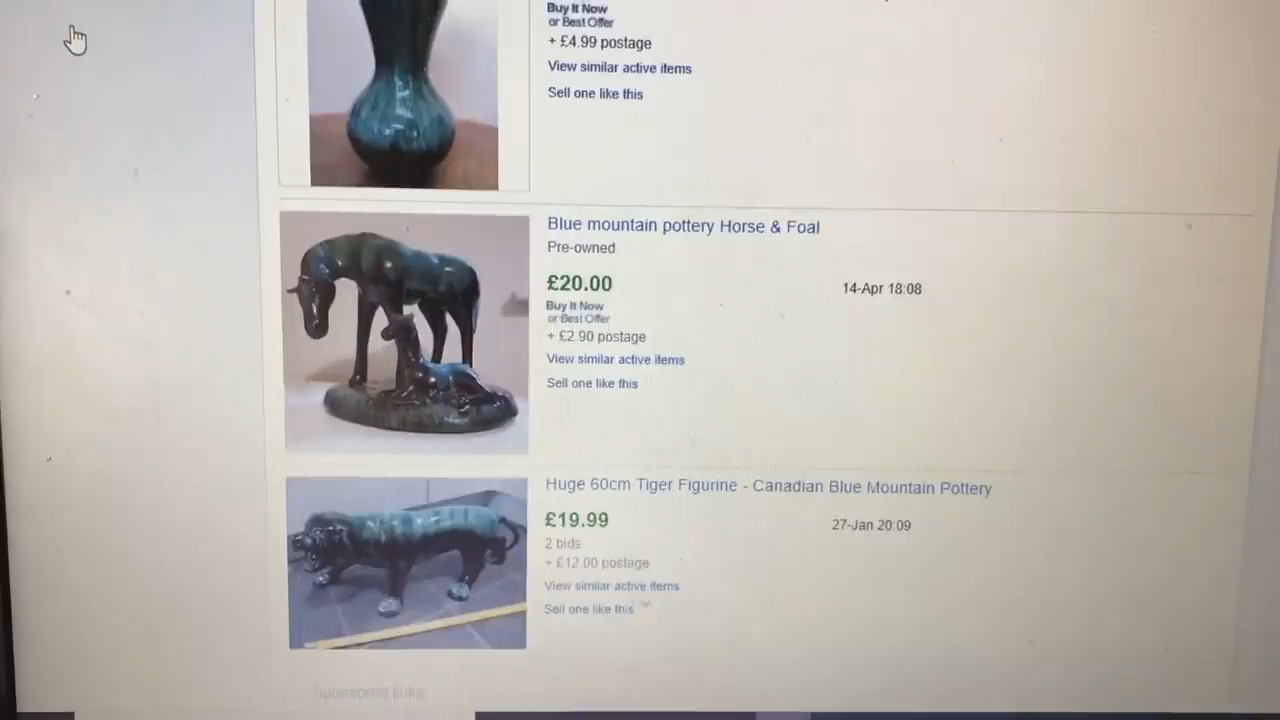 Buy It Now
or Best Offer
+ £4.99 postage
View similar active items
Sell one like this
Blue mountain pottery Horse & Foal
Pre-owned
£20.00
14-Apr 18:08
Buy It Now
or Best Offer
+ £2.90 postage
View similar active items
Sell one like this
Huge 60cm Tiger Figurine - Canadian Blue Mountain Pottery
£19.99
27-Jan 20:09
2 bids
+ £12.00 postage
View similar active items
Sell one like this
Sponsored Links